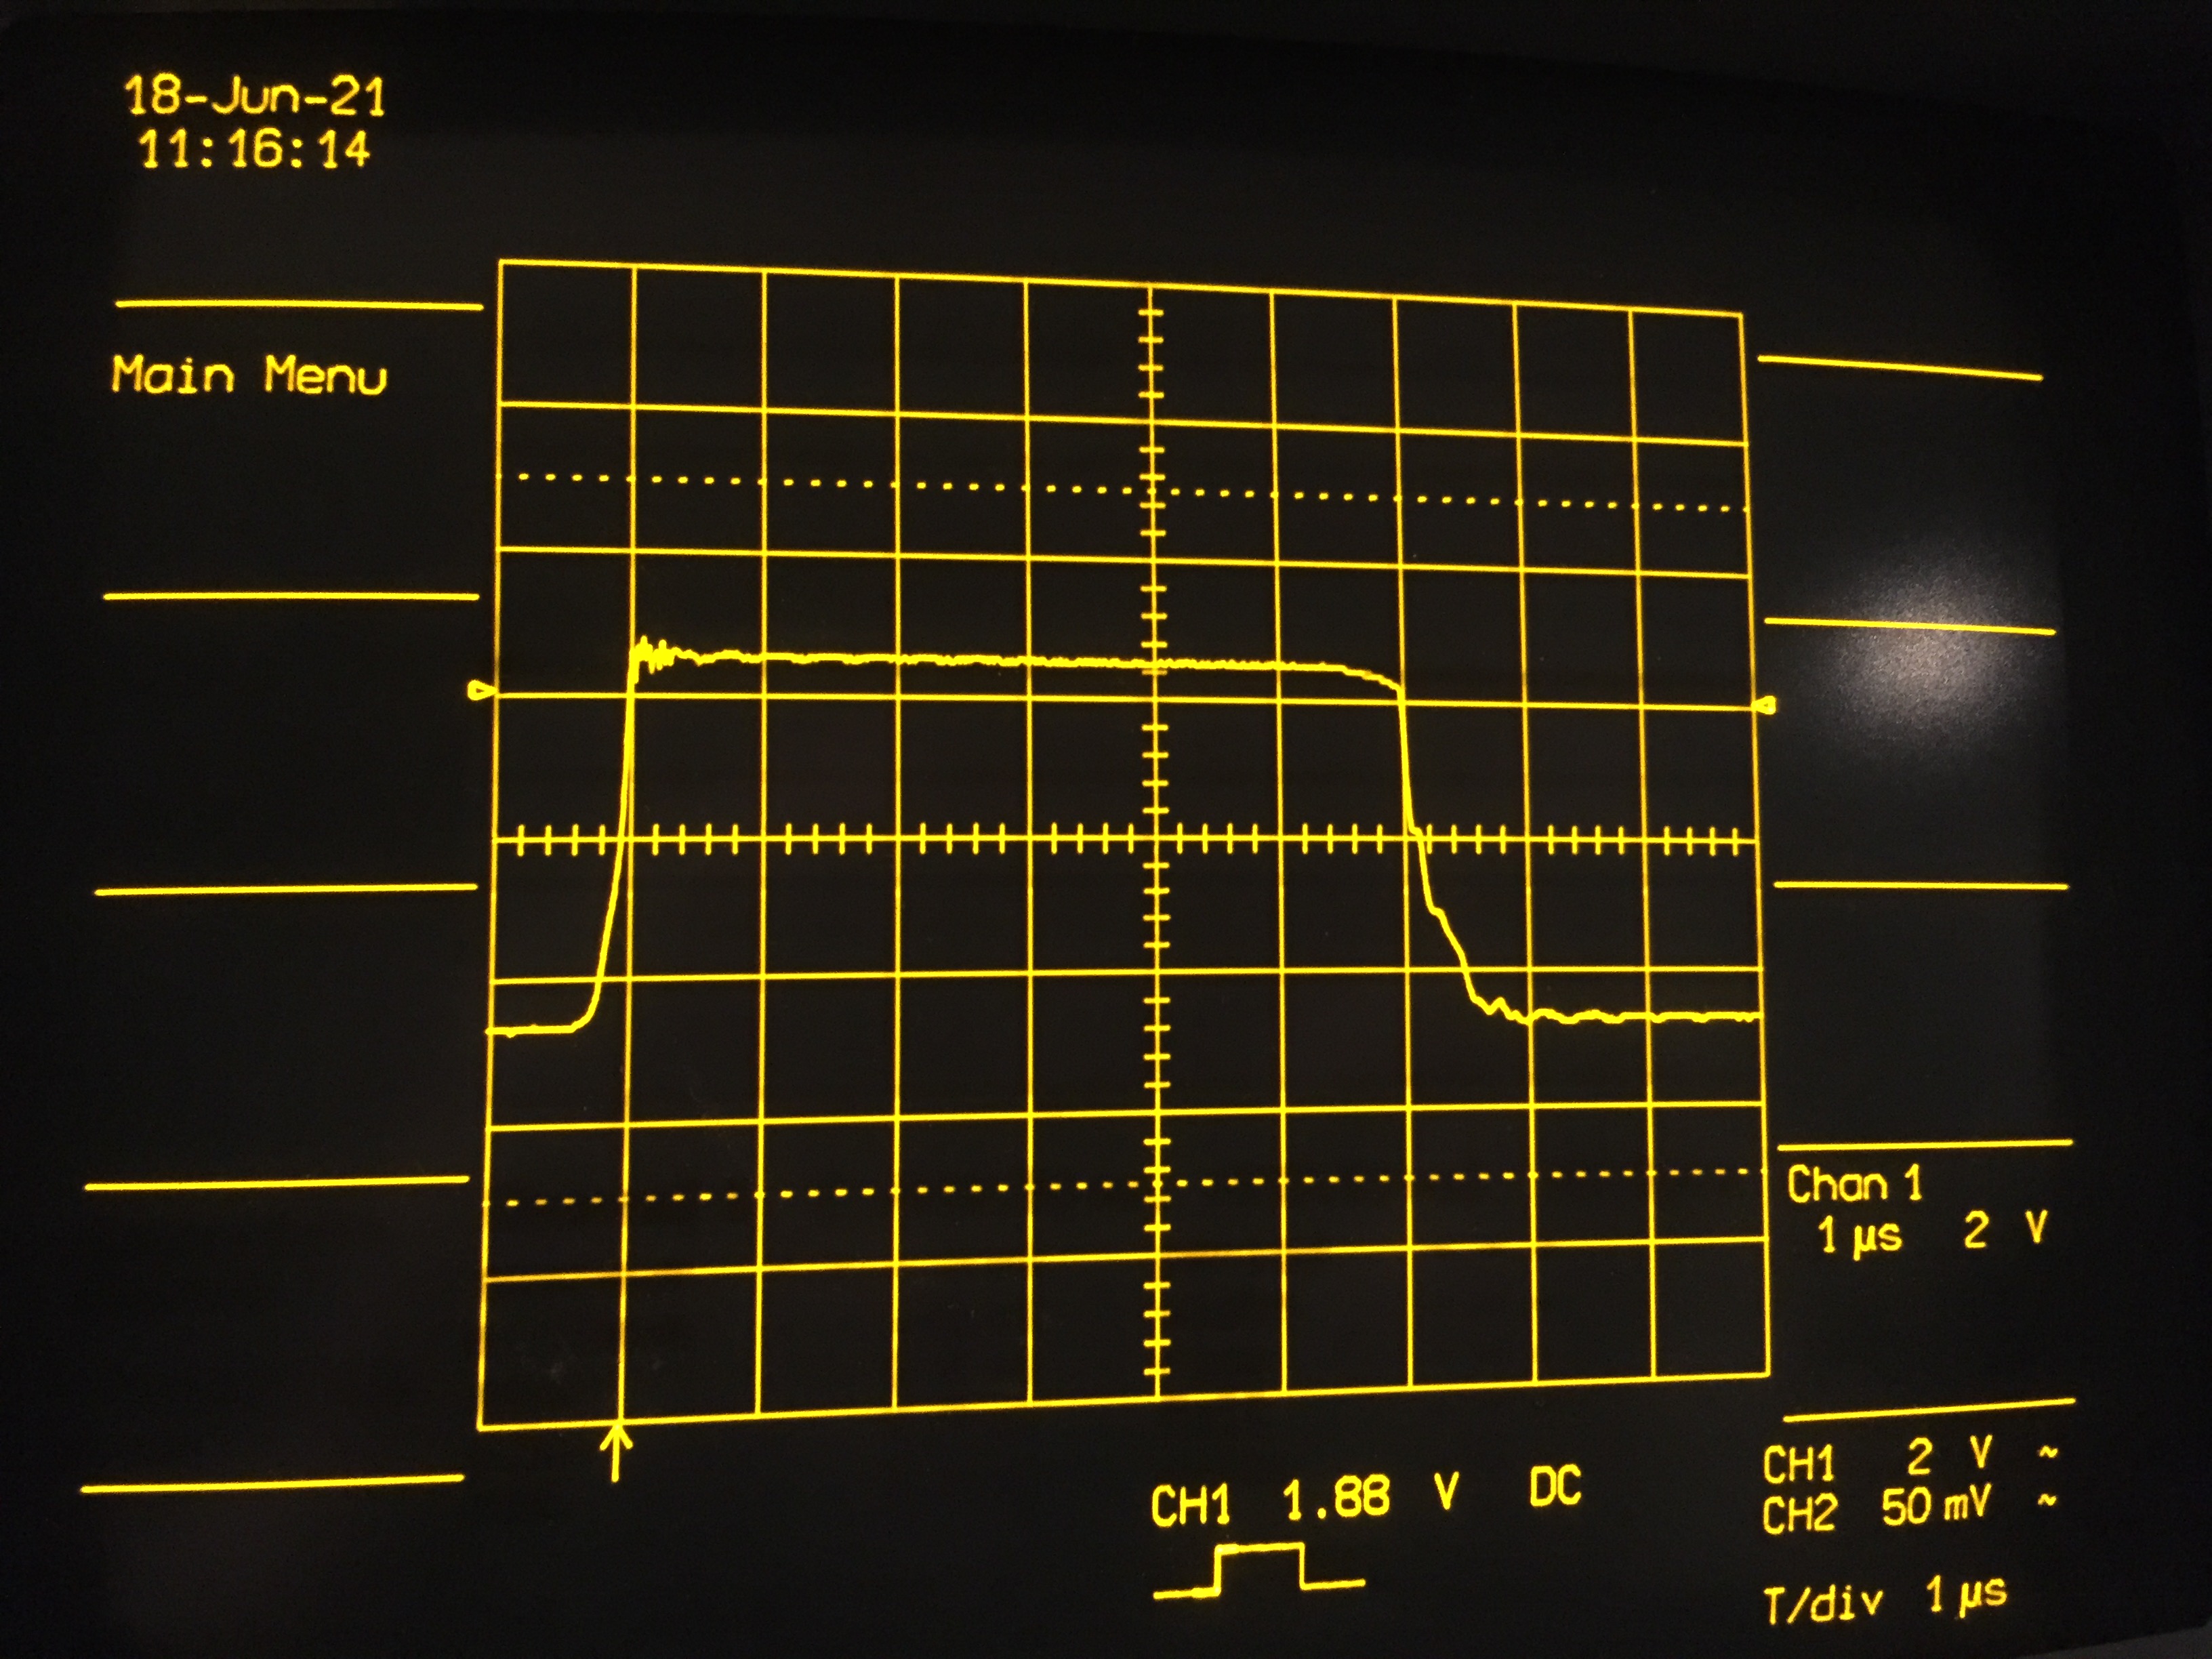 18-Jun-21
11:16:14
Main Menu
Chan 1
1 µs 2 V
CH1 1.88 V DC
CH1 2 V ~
CH2 50 mV ~
T/div 1 µs